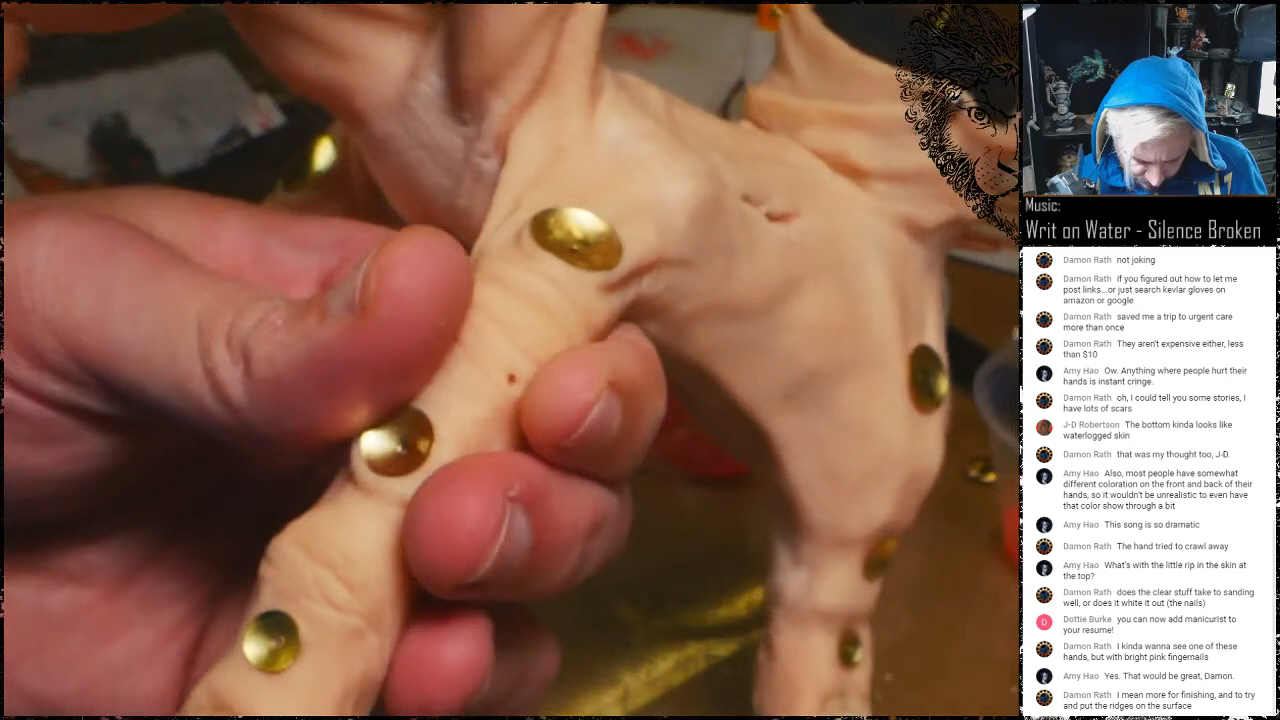 Music:
Writ on Water - Silence Broken
Damon Rath not joking
Damon Rath if you figured out how to let me
post links...or just search kevlar gloves on
amazon or google
Damon Rath saved me a trip to urgent care
more than once
Damon Rath They aren't expensive either, less
than $10
Amy Hao Ow. Anything where people hurt their
hands is instant cringe.
Damon Rath oh, I could tell you some stories, I
have lots of scars
J-D Robertson The bottom kinda looks like
waterlogged skin
Damon Rath that was my thought too, J-D.
Amy Hao Also, most people have somewhat
different coloration on the front and back of their
hands, so it wouldn't be unrealistic to even have
that color show through a bit
Amy Hao This song is so dramatic
Damon Rath The hand tried to crawl away
Amy Hao What's with the little rip in the skin at
the top?
Damon Rath does the clear stuff take to sanding
well, or does it white it out (the nails)
D
Dottie Burke you can now add manicurist to
your resume!
Damon Rath I kinda wanna see one of these
hands, but with bright pink fingernails
Amy Hao Yes. That would be great, Damon.
Damon Rath I mean more for finishing, and to try
and put the ridges on the surface